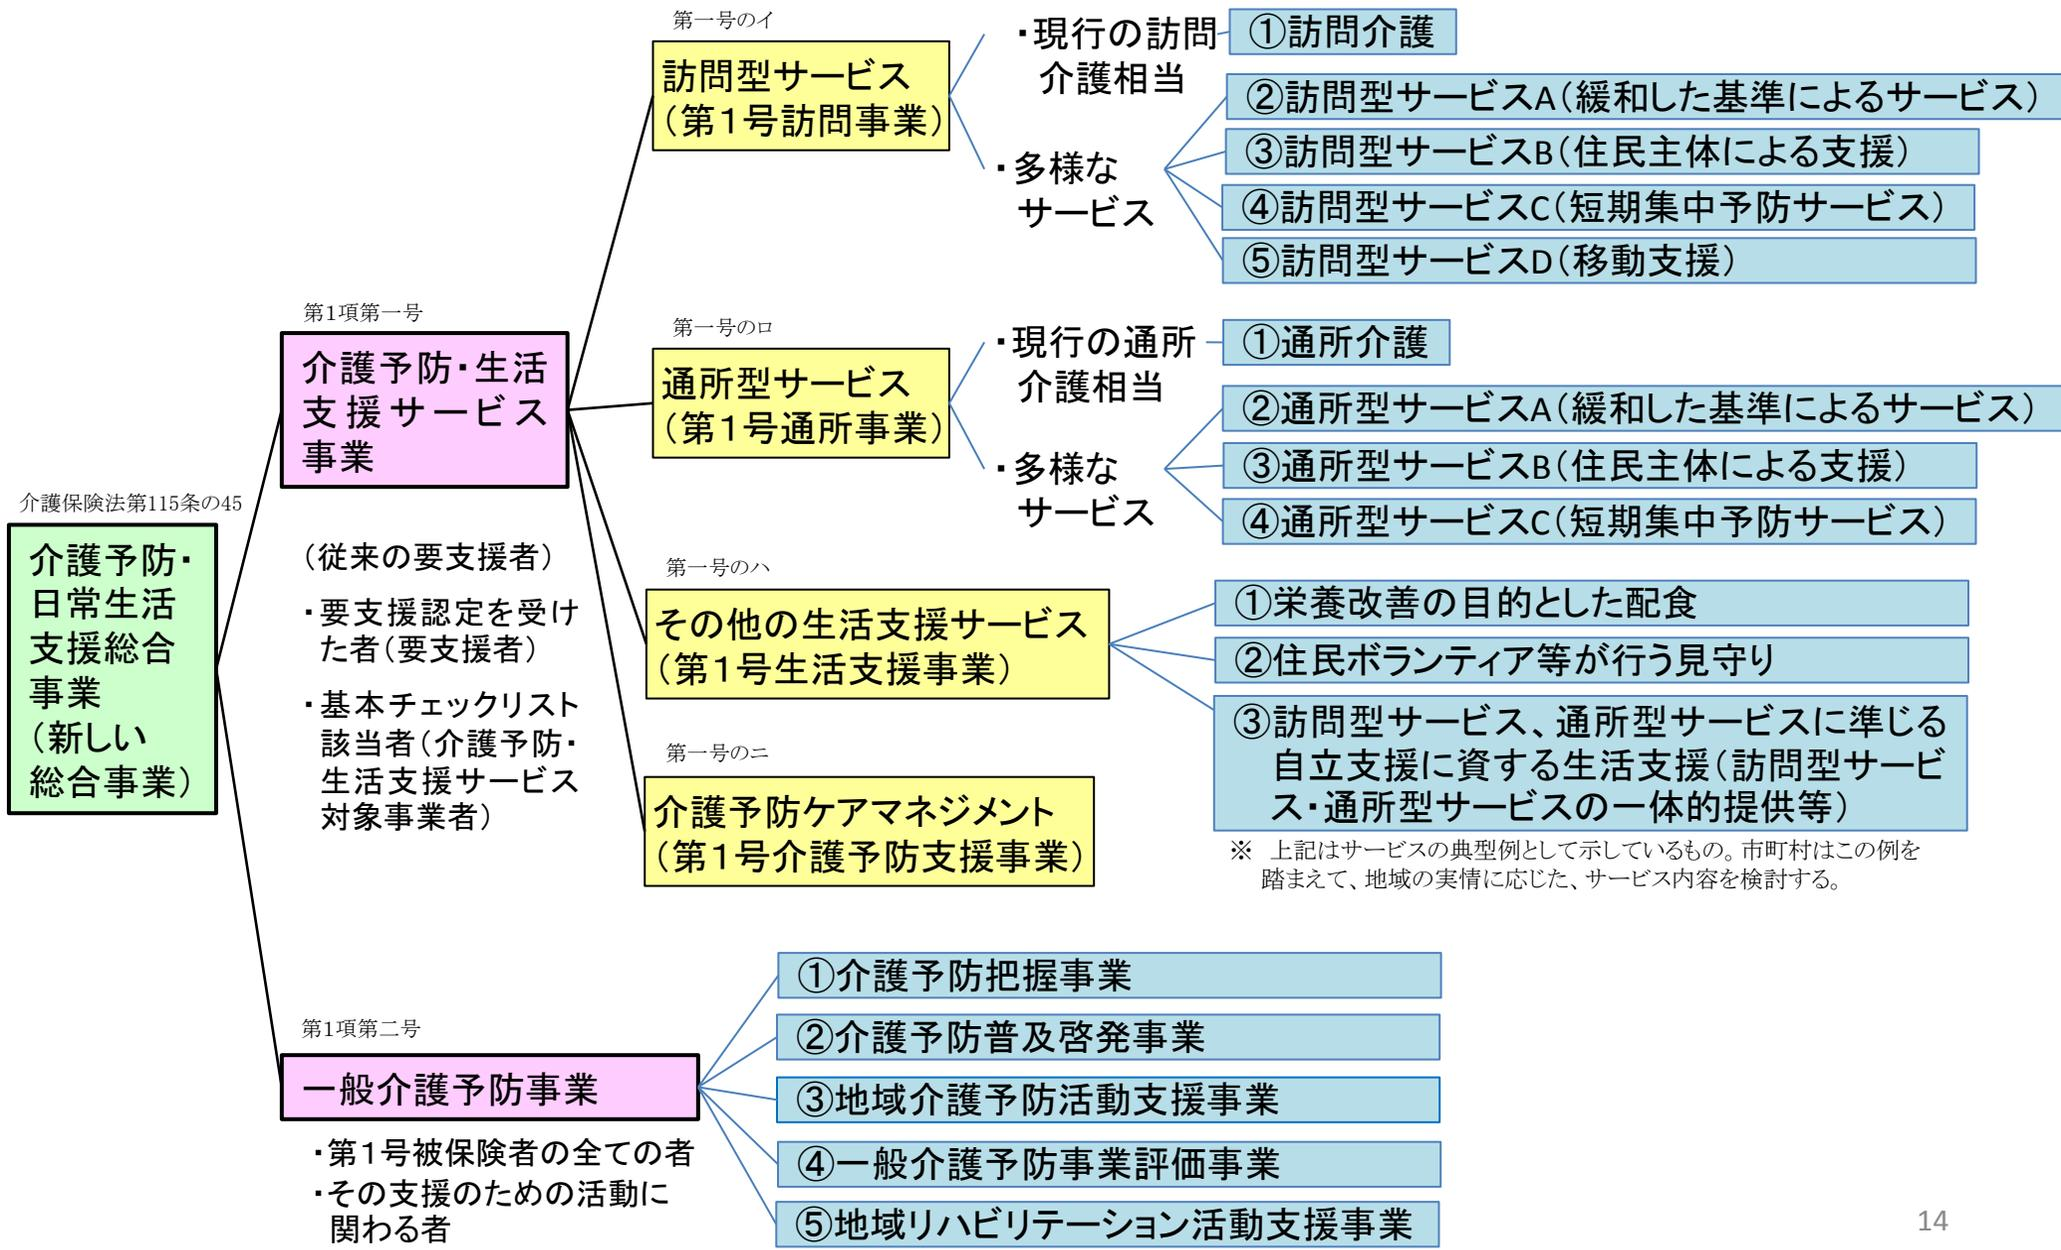 介護保険法第115条の45
介護予防・
日常生活
支援総合
事業
（新しい
総合事業）
第1項第一号
介護予防・生活
支援サービス
事業
（従来の要支援者）
・要支援認定を受け
た者（要支援者）
・基本チェックリスト
該当者（介護予防・
生活支援サービス
対象事業者）
第一号のイ
訪問型サービス
（第１号訪問事業）
・現行の訪問
介護相当
①訪問介護
・多様な
サービス
②訪問型サービスA（緩和した基準によるサービス）
③訪問型サービスB（住民主体による支援）
④訪問型サービスC（短期集中予防サービス）
⑤訪問型サービスD（移動支援）
第一号のロ
通所型サービス
（第１号通所事業）
・現行の通所
介護相当
①通所介護
・多様な
サービス
②通所型サービスA（緩和した基準によるサービス）
③通所型サービスB（住民主体による支援）
④通所型サービスC（短期集中予防サービス）
第一号のハ
その他の生活支援サービス
（第１号生活支援事業）
①栄養改善の目的とした配食
②住民ボランティア等が行う見守り
③訪問型サービス、通所型サービスに準じる
自立支援に資する生活支援（訪問型サービ
ス・通所型サービスの一体的提供等）
第一号のニ
介護予防ケアマネジメント
（第１号介護予防支援事業）
※　上記はサービスの典型例として示しているもの。市町村はこの例を
踏まえて、地域の実情に応じた、サービス内容を検討する。
第1項第二号
一般介護予防事業
・第１号被保険者の全ての者
・その支援のための活動に
関わる者
①介護予防把握事業
②介護予防普及啓発事業
③地域介護予防活動支援事業
④一般介護予防事業評価事業
⑤地域リハビリテーション活動支援事業
14